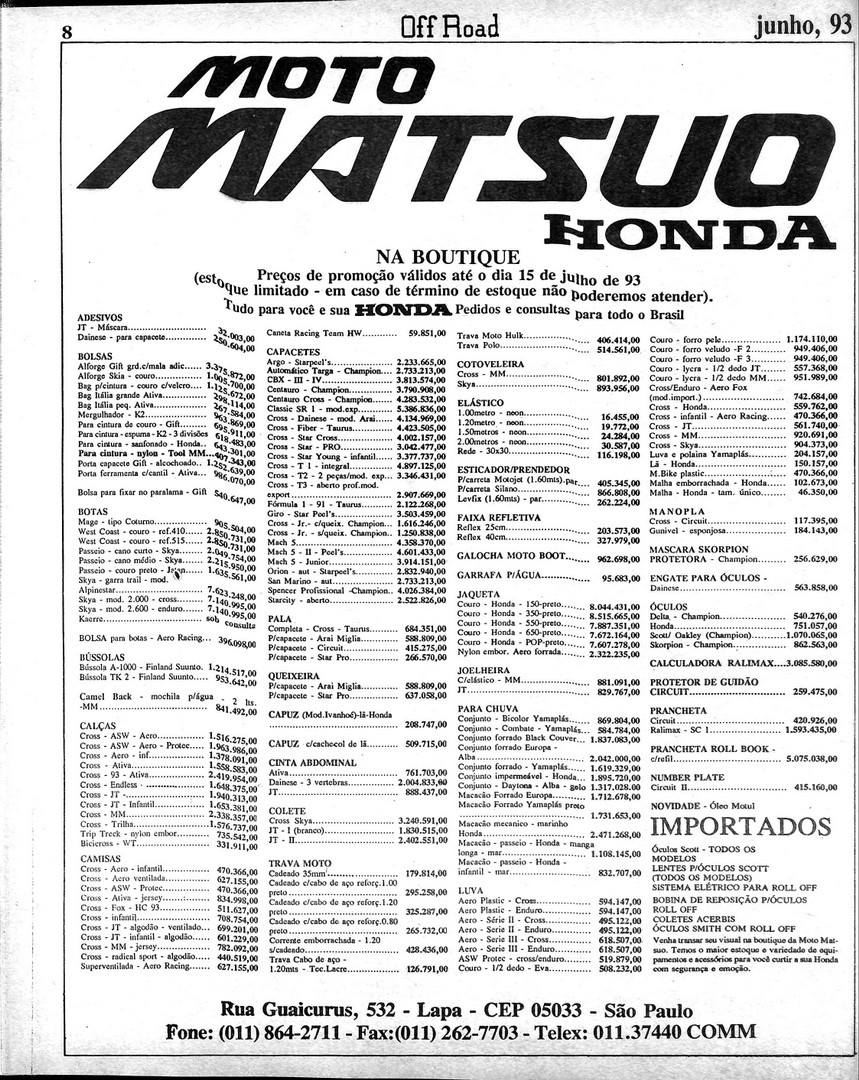 8
Off Road
junho, 93
MOTO
MATSUO
HONDA
NA BOUTIQUE
Preços de promoção válidos até o dia 15 de julho de 93
(estoque limitado - em caso de término de estoque não poderemos atender).
Tudo para você e sua HONDA Pedidos e consultas para todo o Brasil
ADESIVOS
JT - Máscara 32.003,00
Dainese - para capacete 250.604,00
BOLSAS
Alforge Gift grd.c/mala adic 3.375.872,00
Alforge Skia - couro 1.005.700,00
Bag p/cintura - couro c/velcro 1.125.672,00
Bag Itália grande Ativa 298.114,00
Bag Itália peq. Ativa 267.584,00
Mergulhador - K2 963.869,00
Para cintura de couro - Gift 695.911,00
Para cintura - espuma - K2 - 3 divisões 618.483,00
Para cintura - sanfonado - Honda 643.301,00
Para cintura - nylon - Tool MM 407.343,00
Porta capacete Gift - alcochoado 1.252.639,00
Porta ferramenta c/cantil - Ativa 986.070,00
Bolsa para fixar no paralama - Gift 540.647,00
BOTAS
Mage - tipo Coturno 905.504,00
West Coast - couro - ref.410 2.850.731,00
West Coast - couro - ref.515 2.850.731,00
Passeio - cano curto - Skya 2.049.754,00
Passeio - cano médio - Skya 2.215.950,00
Passeio - couro preto - 1.635.561,00
Skya - garra trail - mod.
Alpinestar 7.623.248,00
Skya - mod. 2.000 - cross 7.140.995,00
Skya - mod. 2.600 - enduro 7.140.995,00
Kaerre sob consulta
BOLSA para botas - Aero Racing 396.098,00
BÚSSOLAS
Bússola A-1000 - Finland Suunto 1.214.517,00
Bússola TK 2 - Finland Suunto 953.642,00
Camel Back - mochila p/água - 2 lts.
-MM 841.492,00
CALÇAS
Cross - ASW - Aero 1.516.275,00
Cross - ASW - Aero - Protec 1.963.986,00
Cross - Aero - inf 1.378.091,00
Cross - Ativa 1.558.583,00
Cross - 93 - Ativa 2.419.954,00
Cross - Endless 1.648.375,00
Cross - JT 1.940.313,00
Cross - JT - Infantil 1.653.381,00
Cross - MM 2.338.357,00
Cross - Trilha 1.576.737,00
Trip Treck - nylon embor 735.542,00
Bicicross - WT 331.911,00
CAMISAS
Cross - Aero - infantil 470.366,00
Cross - Aero ventilada 627.155,00
Cross - ASW - Protec 470.366,00
Cross - Ativa - jersey 834.998,00
Cross - Fox - HC 93 511.627,00
Cross - infantil 708.754,00
Cross - JT - algodão - ventilado 699.201,00
Cross - JT - infantil - algodão 601.229,00
Cross - MM - jersey 782.092,00
Cross - radical sport - algodão 440.519,00
Superventilada - Aero Racing 627.155,00
Caneta Racing Team HW 59.851,00
CAPACETES
Argo - Starpeel's 2.233.665,00
Automático Targa - Champion 2.733.213,00
CBX - III - IV 3.813.574,00
Centauro - Champion 3.790.908,00
Centauro Cross - Champion 4.283.532,00
Classic SR 1 - mod.exp 5.386.836,00
Cross - Dainese - mod. Arai 4.134.969,00
Cross - Fiber - Taurus 4.423.505,00
Cross - Star Cross 4.002.157,00
Cross - Star - PRO 3.042.477,00
Cross - Star Young - infantil 3.377.737,00
Cross - T 1 - integral 4.897.125,00
Cross - T2 - 2 peças/mod. exp 3.346.431,00
Cross - T3 - aberto prof.mod.
export 2.907.669,00
Fórmula 1 - 91 - Taurus 2.122.268,00
Giro - Star Peel's 3.503.459,00
Cross - Jr.- c/queix. Champion 1.616.246,00
Cross - Jr. - s/queix. Champion 1.250.838,00
Mach 5 4.358.370,00
Mach 5 - II - Peel's 4.601.433,00
Mach 5 - Junior 3.914.151,00
Orion - aut - Starpeel's 2.832.940,00
San Marino - aut 2.733.213,00
Spencer Profissional -Champion 4.026.384,00
Starcity - aberto 2.522.826,00
PALA
Completa - Cross - Taurus 684.351,00
P/capacete - Arai Miglia 588.809,00
P/capacete - Circuit 415.275,00
P/capacete - Star Pro 266.570,00
QUEIXEIRA
P/capacete - Arai Miglia 588.809,00
P/capacete - Star Pro 637.058,00
CAPUZ (Mod.Ivanhoé)-lã-Honda
208.747,00
CAPUZ c/cachecol de lã 509.715,00
CINTA ABDOMINAL
Ativa 761.703,00
Dainese - 3 vertebras 2.004.833,00
JT 888.437,00
COLETE
Cross Skya 3.240.591,00
JT - I (branco) 1.830.515,00
JT - II 2.402.551,00
TRAVA MOTO
Cadeado 35mm 179.814,00
Cadeado c/cabo de aço reforç.1.00
preto 295.258,00
Cadeado c/cabo de aço reforç.1.20
preto 325.287,00
Cadeado c/cabo de aço reforç.0.80
preto 265.732,00
Corrente emborrachada - 1.20
s/cadeado 428.436,00
Trava Cabo de Aço -
1.20mts - Tec.Lacre 126.791,00
Trava Moto Hulk 406.414,00
Trava Polo 514.561,00
COTOVELEIRA
Cross - MM 801.892,00
Skya 893.956,00
ELÁSTICO
1.00metro - neon 16.455,00
1.20metro - neon 19.772,00
1.50metros - neon 24.284,00
2.00metros - neon 30.587,00
Rede - 30x30 116.198,00
ESTICADOR/PRENDEDOR
P/carreta Motojet (1.60mts).par 405.345,00
P/carreta Silano 866.808,00
Levfix (1.60mts) - par 262.224,00
FAIXA REFLETIVA
Reflex 25cm 203.573,00
Reflex 40cm 327.979,00
GALOCHA MOTO BOOT 962.698,00
GARRAFA P/ÁGUA 95.683,00
JAQUETA
Couro - Honda - 150-preto 8.044.431,00
Couro - Honda - 350-preto 8.515.665,00
Couro - Honda - 550-preto 7.887.351,00
Couro - Honda - 650-preto 7.672.164,00
Couro - Honda - POP-preto 7.607.278,00
Nylon embor. Aero forrada 2.322.235,00
JOELHEIRA
C/elástico - MM 881.091,00
JT 829.767,00
PARA CHUVA
Conjunto - Bicolor Yamaplás 869.804,00
Conjunto - Combate - Yamaplás 584.784,00
Conjunto forrado Black Couver 1.837.083,00
Conjunto forrado Europa -
Alba 2.042.000,00
Conjunto forrado - Yamaplás 1.619.329,00
Conjunto impermeável - Honda 1.895.720,00
Conjunto - Daytona - Alba - gelo 1.317.028,00
Macacão Forrado Europa 1.712.678,00
Macacão Forrado Yamaplás preto
1.731.653,00
Macacão mecanico - marinho
Honda 2.471.268,00
Macacão - passeio - Honda - manga
longa - mar 1.108.145,00
Macacão - passeio - Honda -
infantil - mar 832.707,00
LUVA
Aero Plastic - Cross 594.147,00
Aero Plastic - Enduro 594.147,00
Aero - Série II - Cross 495.122,00
Aero - Serie II - Enduro 495.122,00
Aero - Serie III - Cross 618.507,00
Aero - Serie III - Enduro 618.507,00
ASW Protec - cross/enduro 519.879,00
Couro - 1/2 dedo - Eva 508.232,00
Couro - forro pele 1.174.110,00
Couro - forro veludo -F 2 949.406,00
Couro - forro veludo - F 3 949.406,00
Couro - lycra - 1/2 dedo JT 557.368,00
Couro - lycra - 1/2 dedo MM 951.989,00
Cross/Enduro - Aero Fox
(mod.import.) 742.684,00
Cross - Honda 559.762,00
Cross - infantil - Aero Racing 470.366,00
Cross - JT 561.740,00
Cross - MM 920.691,00
Cross - Skya 904.373,00
Luva e polaina Yamaplás 204.157,00
Lã - Honda 150.157,00
M.Bike plastic 470.366,00
Malha emborrachada - Honda 102.673,00
Malha - Honda - tam. único 46.350,00
MANOPLA
Cross - Circuit 117.395,00
Gunivel - esponjosa 184.143,00
MASCARA SKORPION
PROTETORA - Champion 256.629,00
ENGATE PARA ÓCULOS -
Dainese 563.858,00
ÓCULOS
Delta, - Champion 540.276,00
Honda 751.057,00
Scott/ Oakley (Champion) 1.070.065,00
Skorpion - Champion 862.563,00
CALCULADORA RALIMAX 3.085.580,00
PROTETOR DE GUIDÃO
CIRCUIT 259.475,00
PRANCHETA
Circuit 420.926,00
Ralimax - SC 1 1.593.435,00
PRANCHETA ROLL BOOK -
c/refil 5.075.038,00
NUMBER PLATE
Circuit II 415.160,00
NOVIDADE - Óleo Motul
IMPORTADOS
Óculos Scott - TODOS OS
MODELOS
LENTES P/ÓCULOS SCOTT
(TODOS OS MODELOS)
SISTEMA ELÉTRICO PARA ROLL OFF
BOBINA DE REPOSIÇÃO P/ÓCULOS
ROLL OFF
COLETES ACERBIS
ÓCULOS SMITH COM ROLL OFF
Venha transar seu visual na boutique da Moto Mat-
suo. Temos o maior estoque e variedade de equi-
pamentos e acessórios para você curtir a sua Honda
com segurança e emoção.
Rua Guaicurus, 532 - Lapa - CEP 05033 - São Paulo
Fone: (011) 864-2711 - Fax:(011) 262-7703 - Telex: 011.37440 COMM